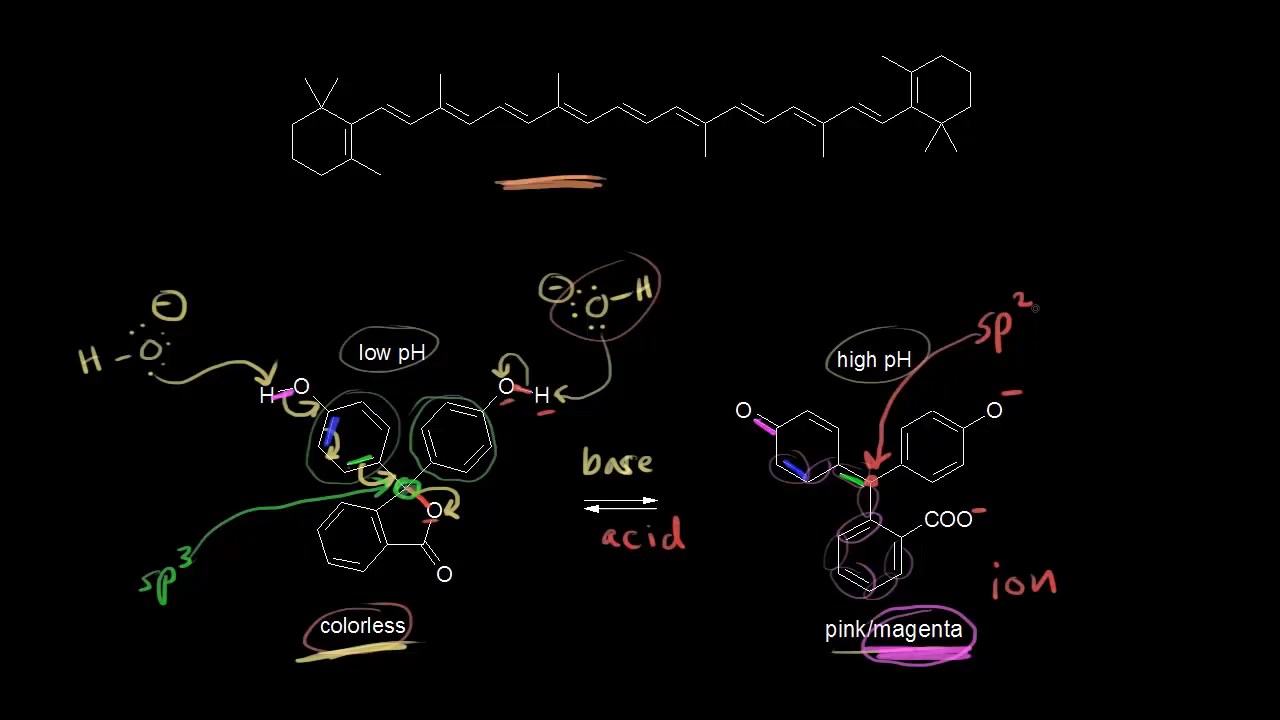 −
H - O
−
O - H
low pH
sp²
high pH
H O
O H
O
O −
base
acid
O
O
COO −
sp³
ion
colorless
pink/magenta